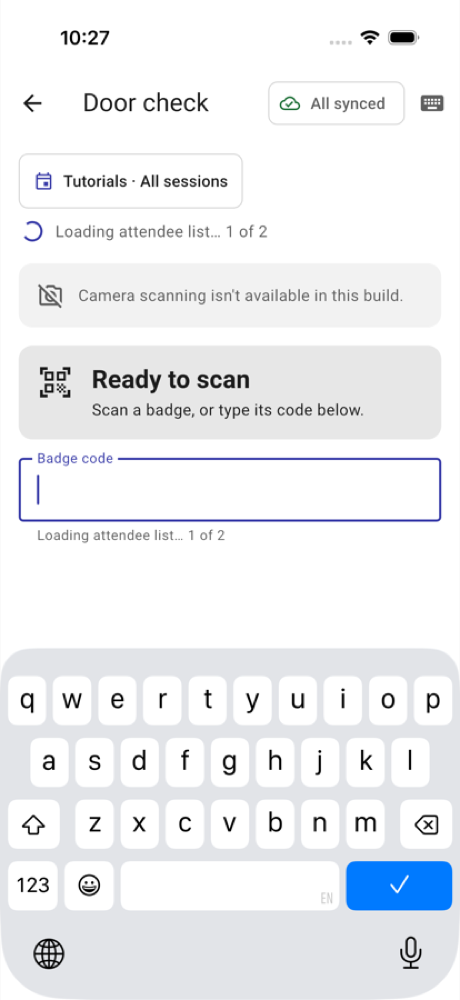 10:27
Door check
All synced
Tutorials · All sessions
Loading attendee list… 1 of 2
Camera scanning isn't available in this build.
Ready to scan
Scan a badge, or type its code below.
Badge code
Loading attendee list… 1 of 2
q w e r t y u i o p
a s d f g h j k l
z x c v b n m
123
EN